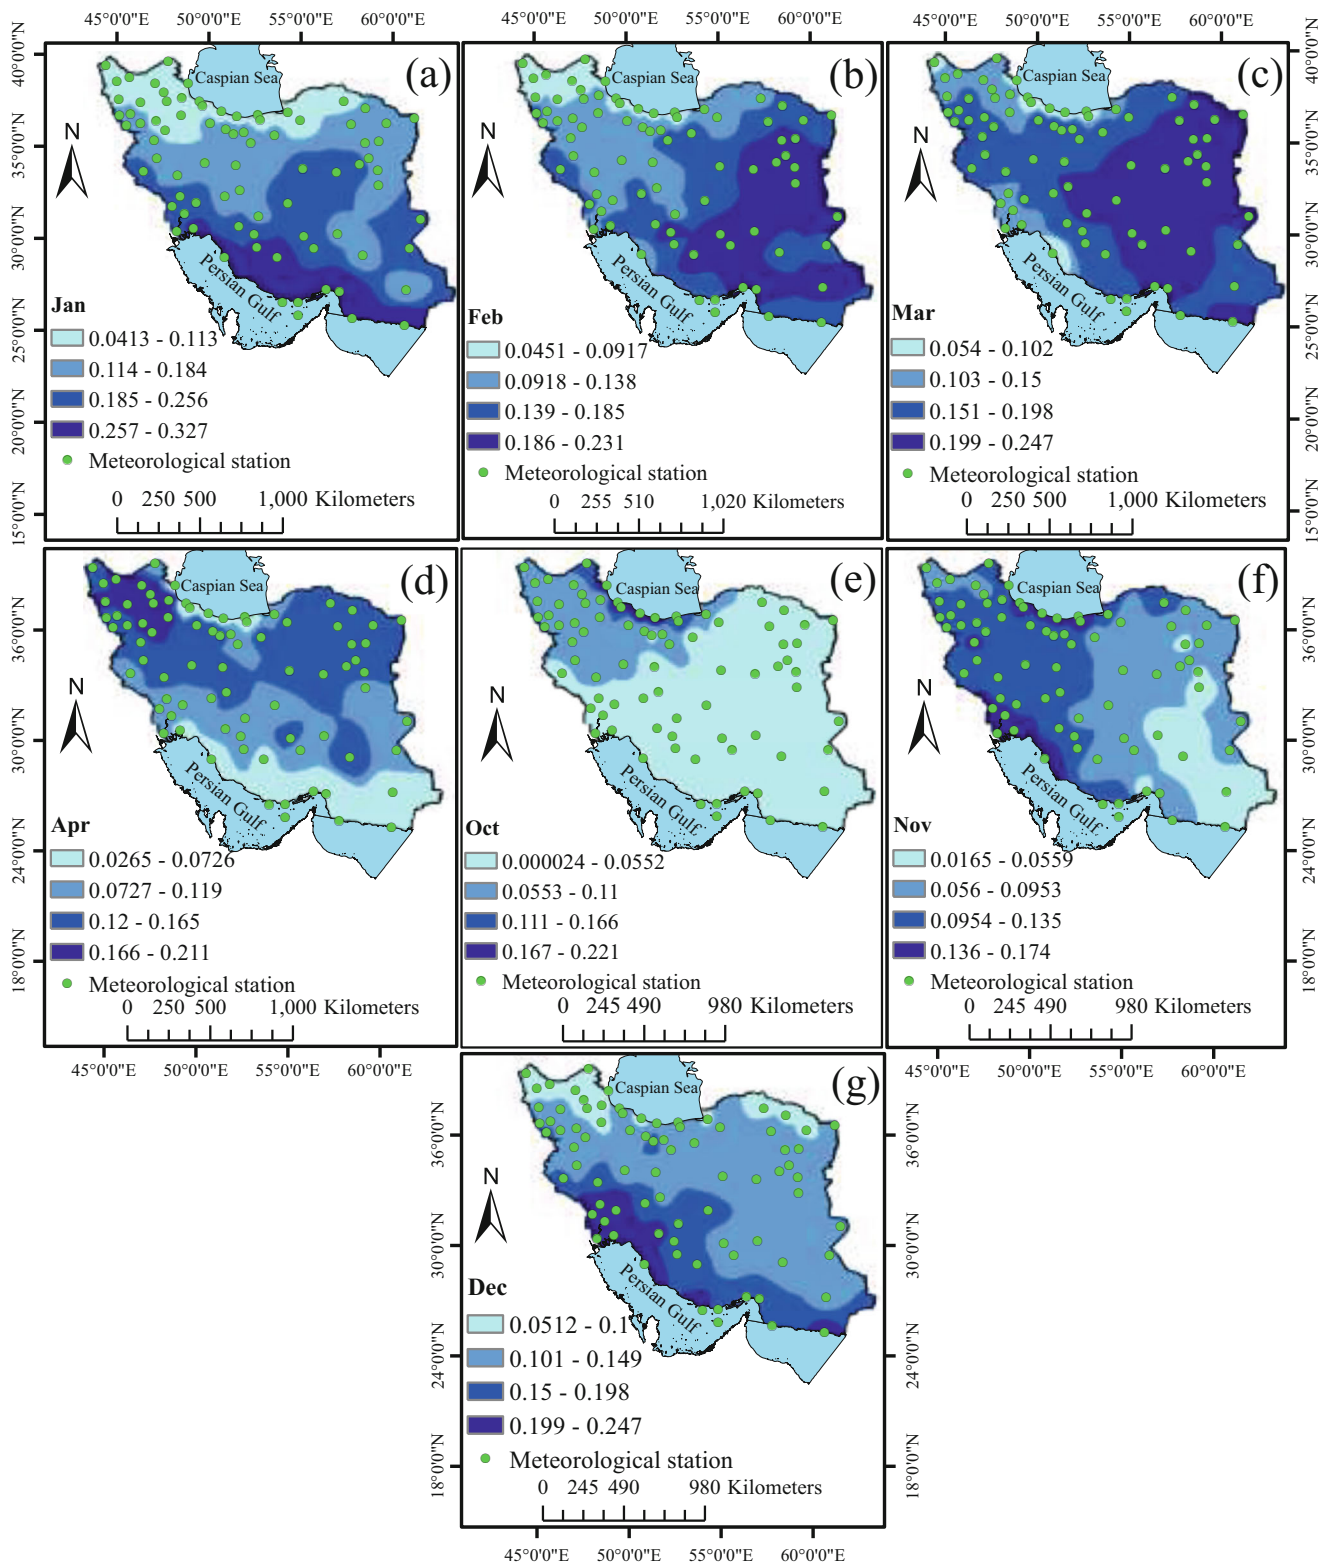 45°0'0"E 50°0'0"E 55°0'0"E 60°0'0"E 45°0'0"E 50°0'0"E 55°0'0"E 60°0'0"E
40°0'0"N
35°0'0"N
30°0'0"N
25°0'0"N
20°0'0"N
15°0'0"N
(a)
Caspian Sea
N
Persian Gulf
Jan
0.0413 - 0.113
0.114 - 0.184
0.185 - 0.256
0.257 - 0.327
Meteorological station
0 250 500 1,000 Kilometers
(b)
Caspian Sea
N
Persian Gulf
Feb
0.0451 - 0.0917
0.0918 - 0.138
0.139 - 0.185
0.186 - 0.231
Meteorological station
0 255 510 1,020 Kilometers
(c)
Caspian Sea
N
Persian Gulf
Mar
0.054 - 0.102
0.103 - 0.15
0.151 - 0.198
0.199 - 0.247
Meteorological station
0 250 500 1,000 Kilometers
40°0'0"N
35°0'0"N
30°0'0"N
25°0'0"N
20°0'0"N
15°0'0"N
36°0'0"N
30°0'0"N
24°0'0"N
18°0'0"N
(d)
Caspian Sea
N
Persian Gulf
Apr
0.0265 - 0.0726
0.0727 - 0.119
0.12 - 0.165
0.166 - 0.211
Meteorological station
0 250 500 1,000 Kilometers
(e)
Caspian Sea
N
Persian Gulf
Oct
0.000024 - 0.0552
0.0553 - 0.11
0.111 - 0.166
0.167 - 0.221
Meteorological station
0 245 490 980 Kilometers
(f)
Caspian Sea
N
Persian Gulf
Nov
0.0165 - 0.0559
0.056 - 0.0953
0.0954 - 0.135
0.136 - 0.174
Meteorological station
0 245 490 980 Kilometers
36°0'0"N
30°0'0"N
24°0'0"N
18°0'0"N
45°0'0"E 50°0'0"E 55°0'0"E 60°0'0"E 45°0'0"E 50°0'0"E 55°0'0"E 60°0'0"E
36°0'0"N
30°0'0"N
24°0'0"N
18°0'0"N
(g)
Caspian Sea
N
Persian Gulf
Dec
0.0512 - 0.1
0.101 - 0.149
0.15 - 0.198
0.199 - 0.247
Meteorological station
0 245 490 980 Kilometers
36°0'0"N
30°0'0"N
24°0'0"N
18°0'0"N
45°0'0"E 50°0'0"E 55°0'0"E 60°0'0"E